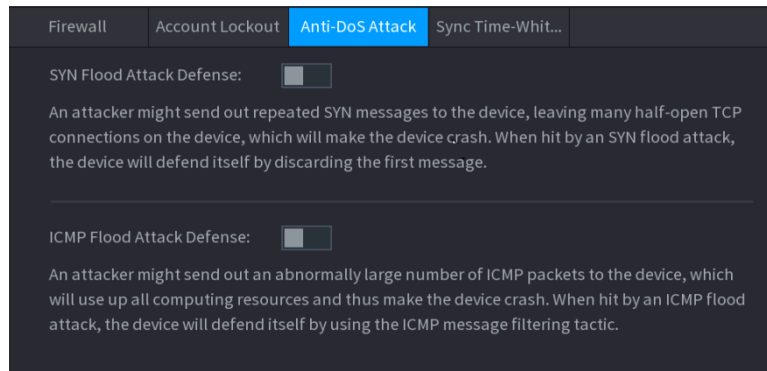 Firewall Account Lockout Anti-DoS Attack Sync Time-Whit...
SYN Flood Attack Defense:
An attacker might send out repeated SYN messages to the device, leaving many half-open TCP
connections on the device, which will make the device crash. When hit by an SYN flood attack,
the device will defend itself by discarding the first message.
ICMP Flood Attack Defense:
An attacker might send out an abnormally large number of ICMP packets to the device, which
will use up all computing resources and thus make the device crash. When hit by an ICMP flood
attack, the device will defend itself by using the ICMP message filtering tactic.